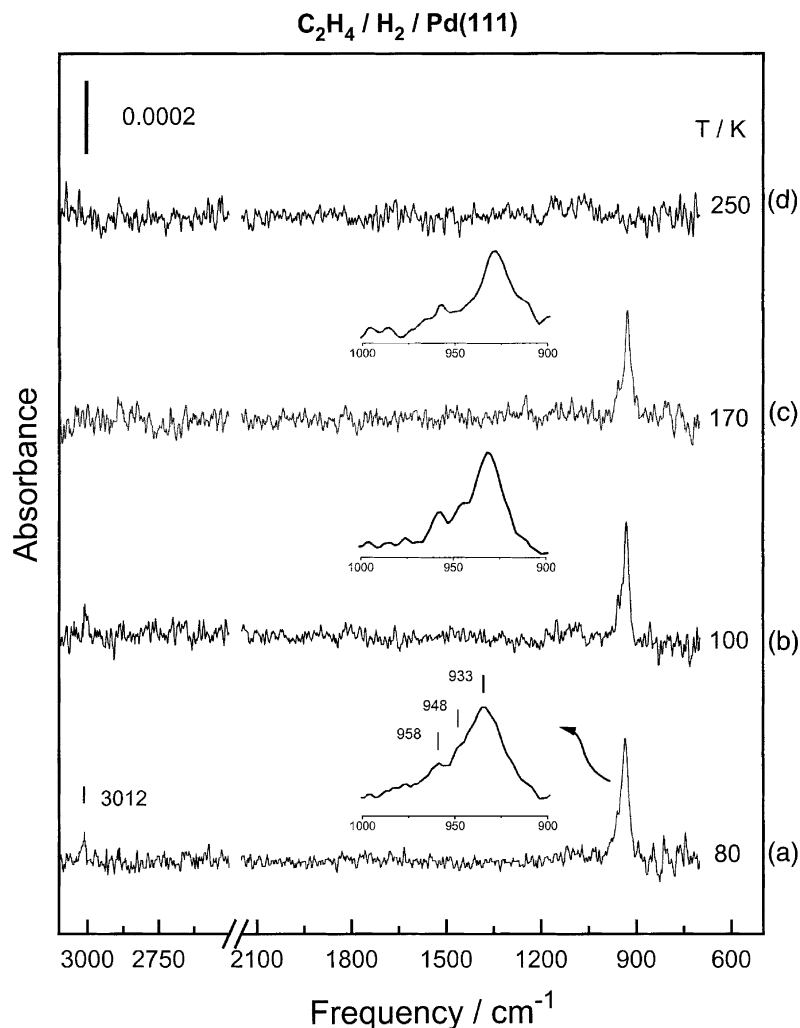 C₂H₄ / H₂ / Pd(111)
0.0002
T / K
250 (d)
1000 950 900
170 (c)
1000 950 900
100 (b)
933
948
958
3012
1000 950 900
80 (a)
Absorbance
3000 2750 2100 1800 1500 1200 900 600
Frequency / cm⁻¹